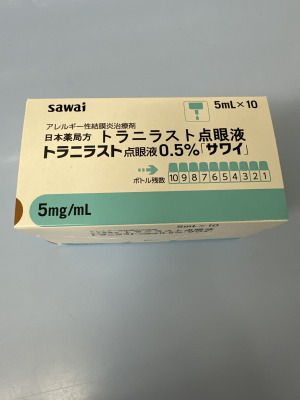 sawai
5mL×10
アレルギー性結膜炎治療剤
日本薬局方 トラニラスト点眼液
トラニラスト点眼液0.5%「サワイ」
ボトル残数 10 9 8 7 6 5 4 3 2 1
5mg/mL
5mL×10